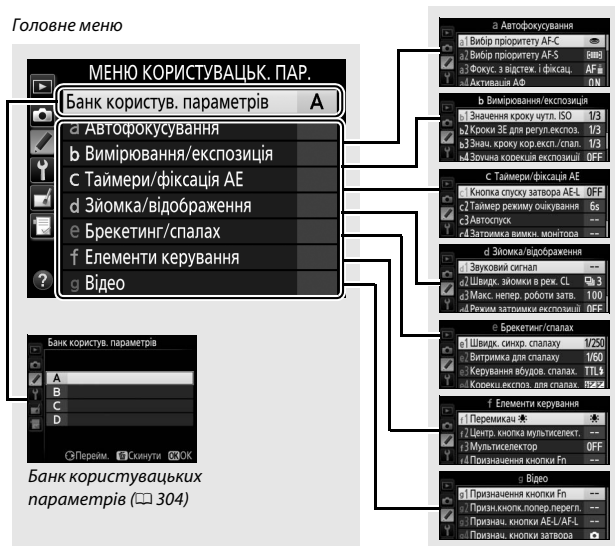 Головне меню
МЕНЮ КОРИСТУВАЦЬК. ПАР.
Банк користув. параметрів A
a Автофокусування
b Вимірювання/експозиція
c Таймери/фіксація AE
d Зйомка/відображення
e Брекетинг/спалах
f Елементи керування
g Відео
Банк користув. параметрів
A
B
C
D
Перейм. Скинути OK OK
Банк користувацьких
параметрів (304)
a Автофокусування
a1 Вибір пріоритету AF-C
a2 Вибір пріоритету AF-S
a3 Фокус. з відстеж. і фіксац. AF
a4 Активація АФ ON
b Вимірювання/експозиція
b1 Значення кроку чутл. ISO 1/3
b2 Кроки ЗЕ для регул.експоз. 1/3
b3 Знач. кроку кор.експ./спал. 1/3
b4 Зручна корекція експозиції OFF
c Таймери/фіксація AE
c1 Кнопка спуску затвора AE-L OFF
c2 Таймер режиму очікування 6s
c3 Автоспуск --
c4 Затримка вимкн. монітора --
d Зйомка/відображення
d1 Звуковий сигнал --
d2 Швидк. зйомки в реж. CL 3
d3 Макс. непер. роботи затв. 100
d4 Режим затримки експозиції OFF
e Брекетинг/спалах
e1 Швидк. синхр. спалаху 1/250
e2 Витримка для спалаху 1/60
e3 Керування вбудов. спалах. TTL
e4 Корекц.експоз. для спалах.
f Елементи керування
f1 Перемикач
f2 Центр. кнопка мультиселект. --
f3 Мультиселектор OFF
f4 Призначення кнопки Fn --
g Відео
g1 Призначення кнопки Fn --
g2 Призн.кнопк.попер.перегл. --
g3 Признач. кнопки AE-L/AF-L --
g4 Признач. кнопки затвора